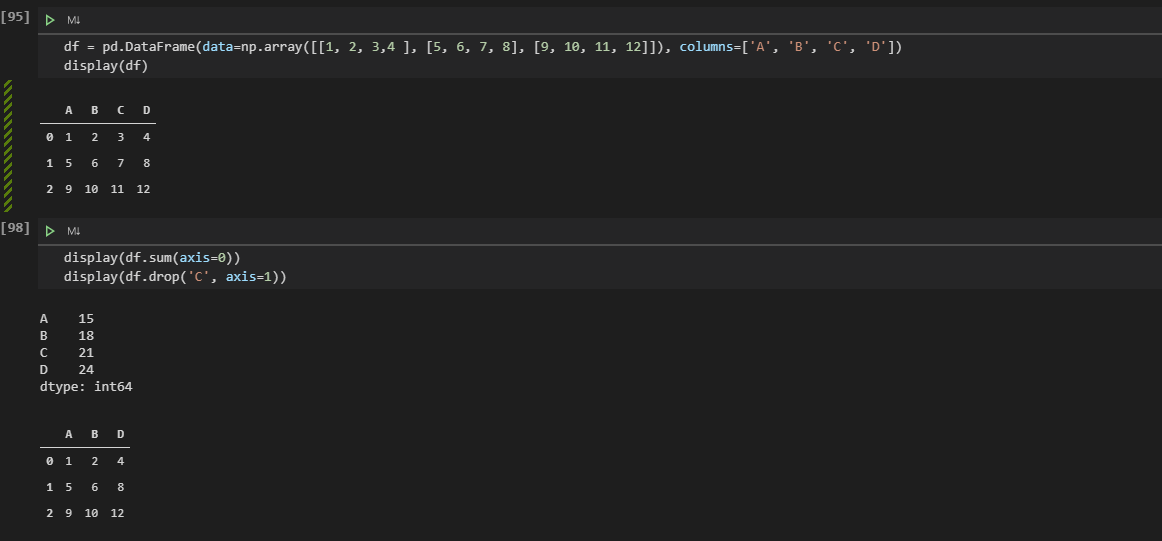 [95]
M↓
df = pd.DataFrame(data=np.array([[1, 2, 3,4 ], [5, 6, 7, 8], [9, 10, 11, 12]]), columns=['A', 'B', 'C', 'D'])
display(df)
A B C D
0 1 2 3 4
1 5 6 7 8
2 9 10 11 12
[98]
M↓
display(df.sum(axis=0))
display(df.drop('C', axis=1))
A 15
B 18
C 21
D 24
dtype: int64
A B D
0 1 2 4
1 5 6 8
2 9 10 12